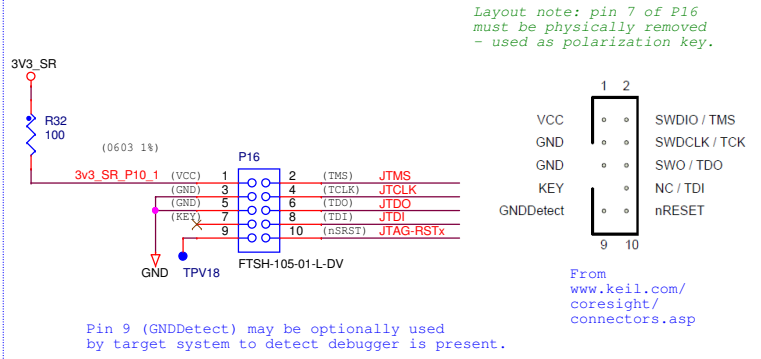 Layout note: pin 7 of P16
must be physically removed
- used as polarization key.
3V3_SR
R32
100
(0603 1%)
P16
3v3_SR_P10_1 (VCC) 1 2 (TMS) JTMS
(GND) 3 4 (TCLK) JTCLK
(GND) 5 6 (TDO) JTDO
(KEY) 7 8 (TDI) JTDI
9 10 (nSRST) JTAG-RSTx
GND
TPV18
FTSH-105-01-L-DV
1 2
VCC SWDIO / TMS
GND SWDCLK / TCK
GND SWO / TDO
KEY NC / TDI
GNDDetect nRESET
9 10
From
www.keil.com/
coresight/
connectors.asp
Pin 9 (GNDDetect) may be optionally used
by target system to detect debugger is present.